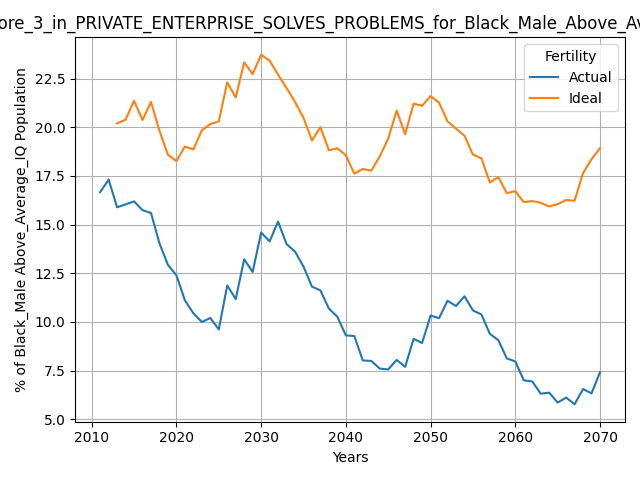 ore_3_in_PRIVATE_ENTERPRISE_SOLVES_PROBLEMS_for_Black_Male_Above_Av
Fertility
Actual
Ideal
% of Black_Male Above_Average_IQ Population
22.5
20.0
17.5
15.0
12.5
10.0
7.5
5.0
2010 2020 2030 2040 2050 2060 2070
Years